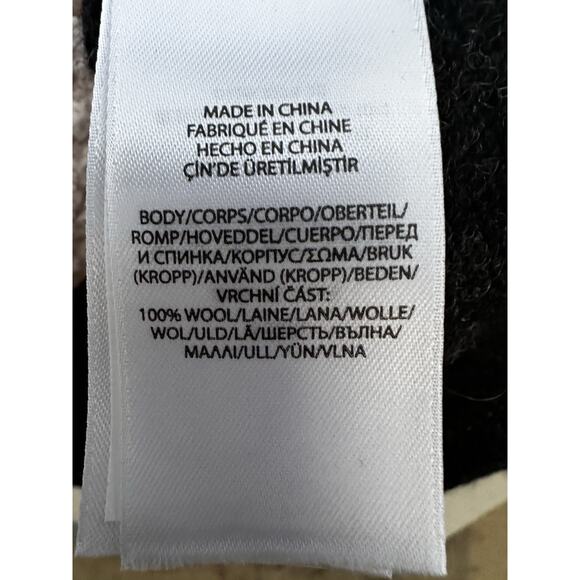 MADE IN CHINA
FABRIQUÉ EN CHINE
HECHO EN CHINA
ÇİN'DE ÜRETİLMİŞTİR
BODY/CORPS/CORPO/OBERTEIL/
ROMP/HOVEDDEL/CUERPO/ПЕРЕД
И СПИНКА/КОРПУС/ΣΩΜΑ/BRUK
(KROPP)/ANVÄND (KROPP)/BEDEN/
VRCHNÍ ČÁST:
100% WOOL/LAINE/LANA/WOLLE/
WOL/ULD/LÃ/ШЕРСТЬ/ВЪЛНА/
ΜΑΛΛΙ/ULL/YÜN/VLNA